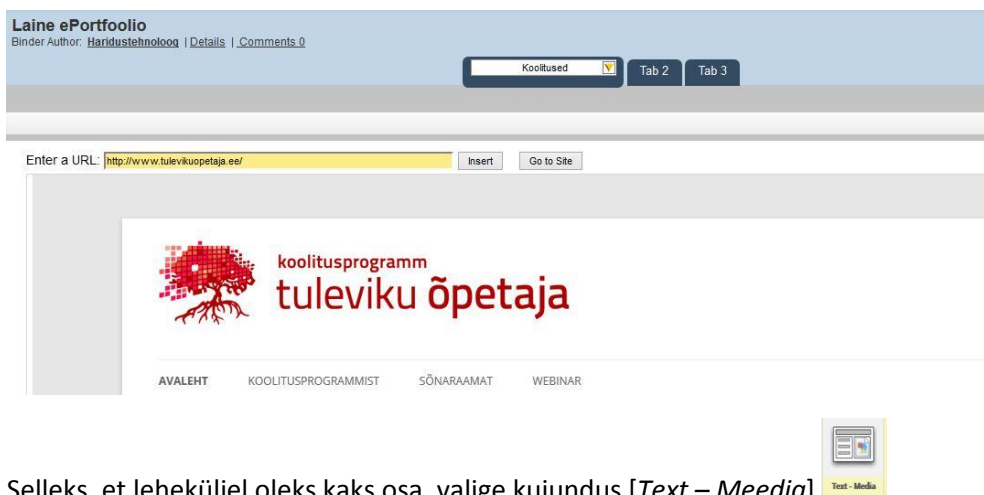 Laine ePortfoolio
Binder Author: Haridustehnoloog | Details | Comments 0
Koolitused Tab 2 Tab 3
Enter a URL: http://www.tulevikuopetaja.ee/ Insert Go to Site
koolitusprogramm
tuleviku õpetaja
AVALEHT KOOLITUSPROGRAMMIST SÕNARAAMAT WEBINAR
Text - Media
Selleks, et leheküljel oleks kaks osa, valige kujundus [Text – Meedia]